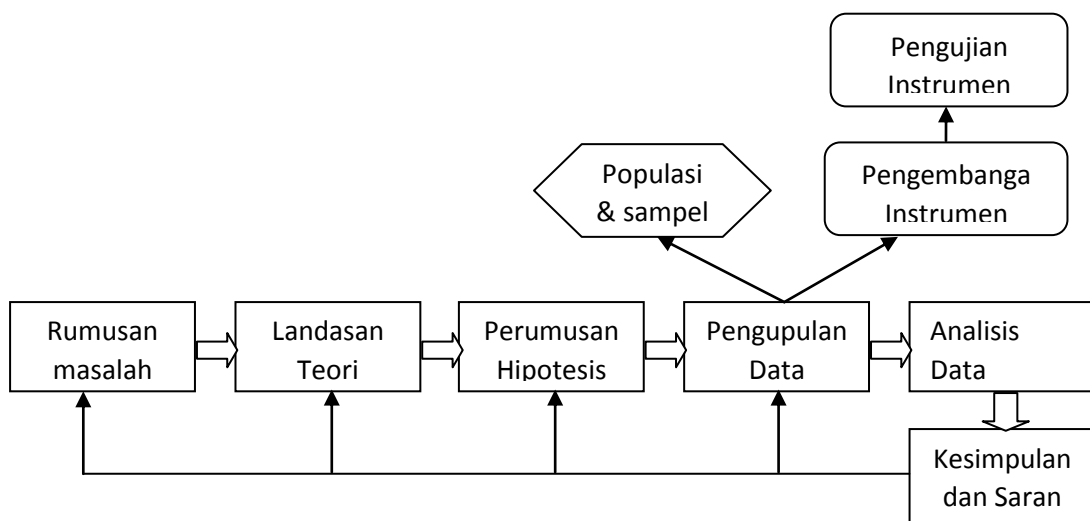 Pengujian
Instrumen
Populasi
& sampel
Pengembanga
Instrumen
Rumusan
masalah
Landasan
Teori
Perumusan
Hipotesis
Pengupulan
Data
Analisis
Data
Kesimpulan
dan Saran